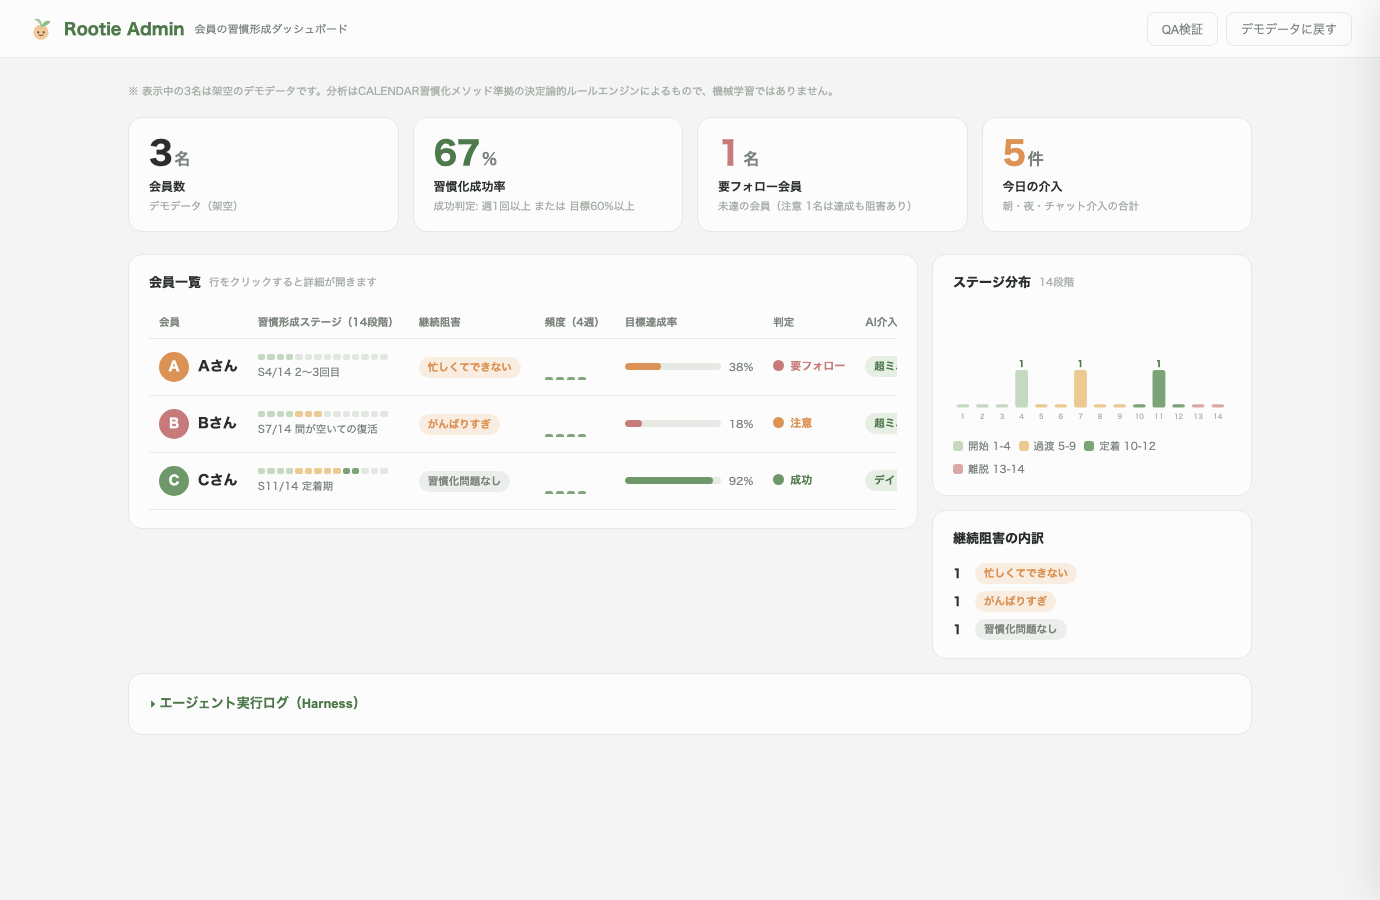 Rootie Admin 会員の習慣形成ダッシュボード QA検証 デモデータに戻す
※ 表示中の3名は架空のデモデータです。分析はCALENDAR習慣化メソッド準拠の決定論的ルールエンジンによるもので、機械学習ではありません。
3名
会員数
デモデータ（架空）
67%
習慣化成功率
成功判定: 週1回以上 または 目標60%以上
1名
要フォロー会員
未達の会員（注意 1名は達成も阻害あり）
5件
今日の介入
朝・夜・チャット介入の合計
会員一覧 行をクリックすると詳細が開きます
会員 習慣形成ステージ（14段階） 継続阻害 頻度（4週） 目標達成率 判定 AI介入
A Aさん S4/14 2〜3回目 忙しくてできない 38% 要フォロー 超ミ
B Bさん S7/14 間が空いての復活 がんばりすぎ 18% 注意 超ミ
C Cさん S11/14 定着期 習慣化問題なし 92% 成功 デイ
ステージ分布 14段階
1 1 1
1 2 3 4 5 6 7 8 9 10 11 12 13 14
開始 1-4 過渡 5-9 定着 10-12
離脱 13-14
継続阻害の内訳
1 忙しくてできない
1 がんばりすぎ
1 習慣化問題なし
エージェント実行ログ（Harness）